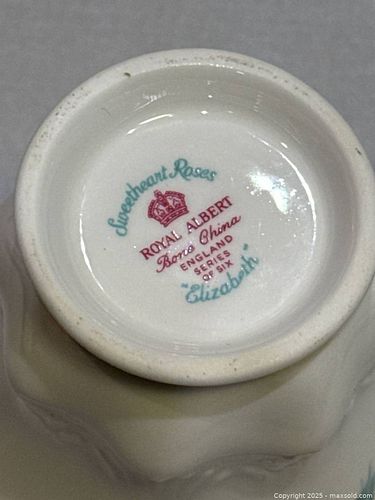 Sweetheart Roses
ROYAL ALBERT
Bone China
ENGLAND
SERIES
OF SIX
"Elizabeth"
Copyright 2025 - maxsold.com